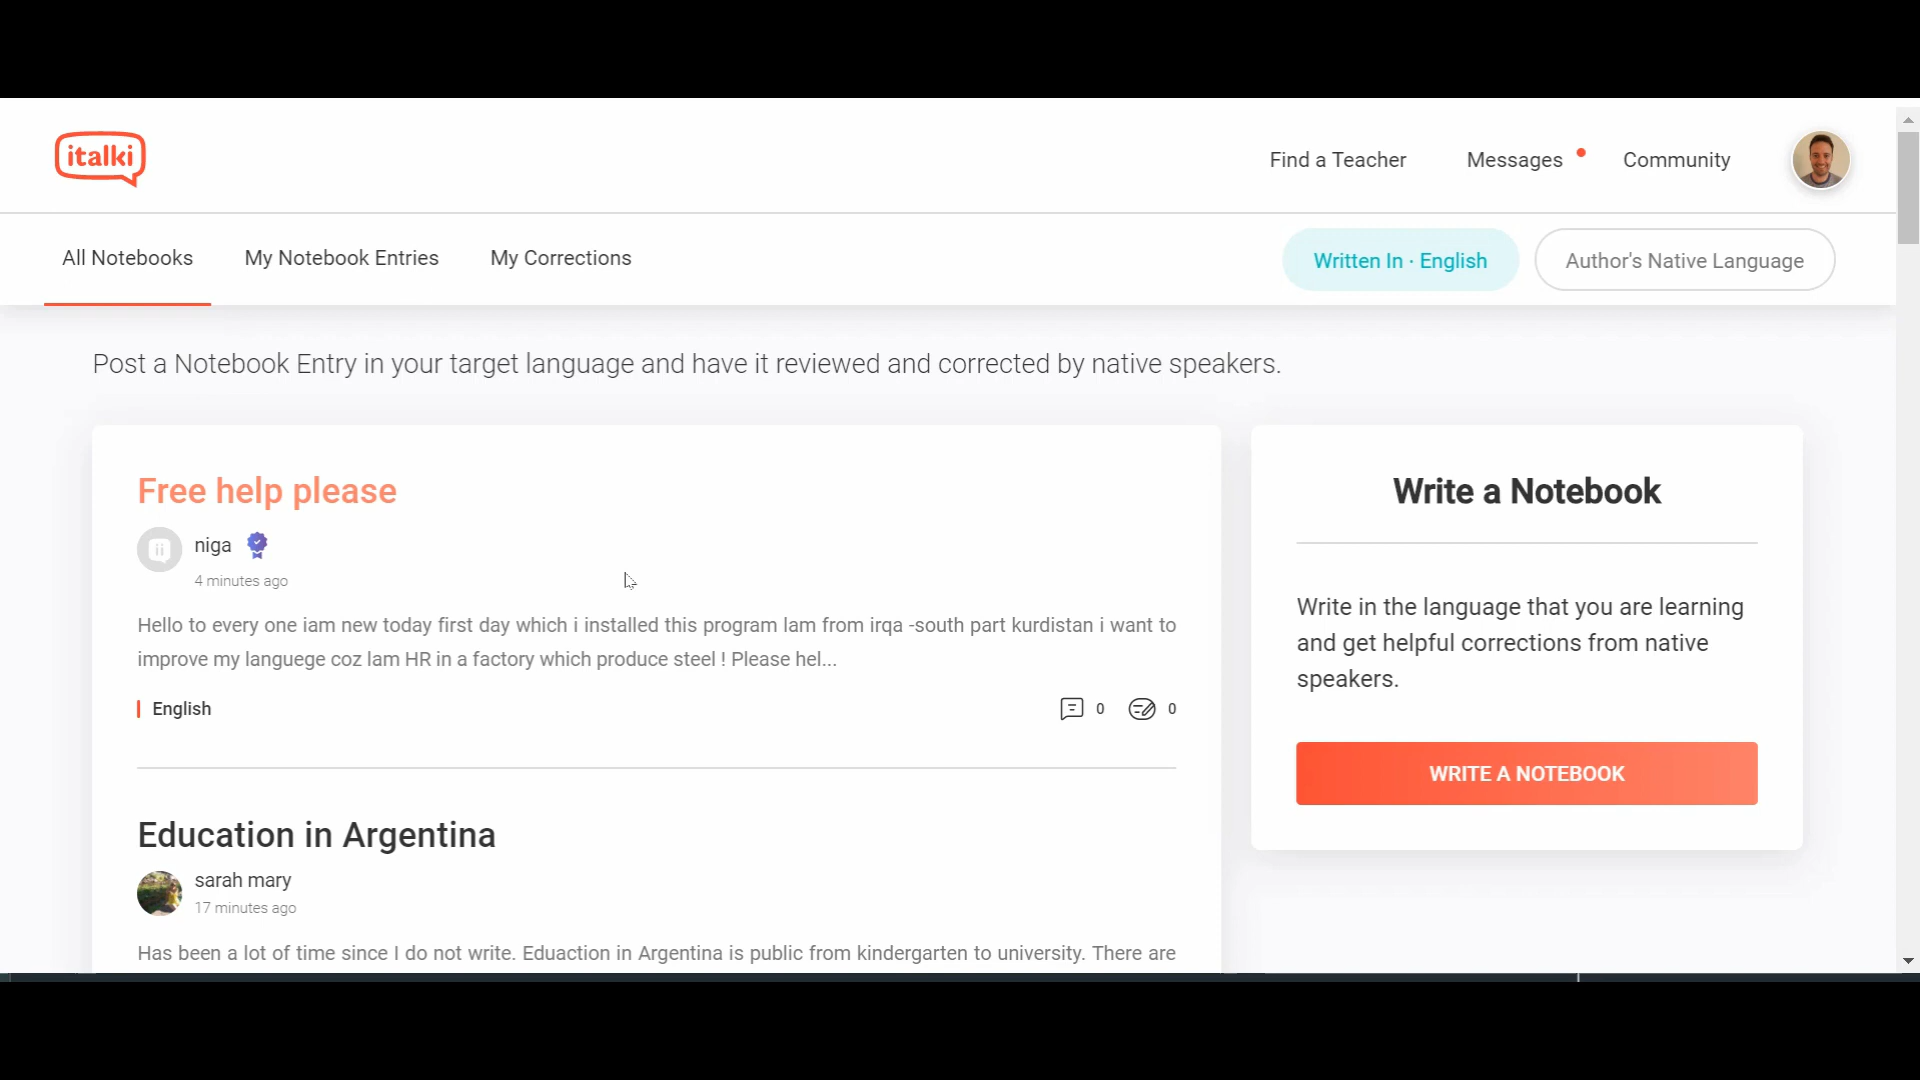 italki
Find a Teacher
Messages
Community
All Notebooks
My Notebook Entries
My Corrections
Written In · English
Author's Native Language
Post a Notebook Entry in your target language and have it reviewed and corrected by native speakers.
Free help please
niga
4 minutes ago
Hello to every one iam new today first day which i installed this program Iam from irqa -south part kurdistan i want to
improve my languege coz Iam HR in a factory which produce steel ! Please hel...
English
0
0
Education in Argentina
sarah mary
17 minutes ago
Has been a lot of time since I do not write. Eduaction in Argentina is public from kindergarten to university. There are
Write a Notebook
Write in the language that you are learning
and get helpful corrections from native
speakers.
WRITE A NOTEBOOK